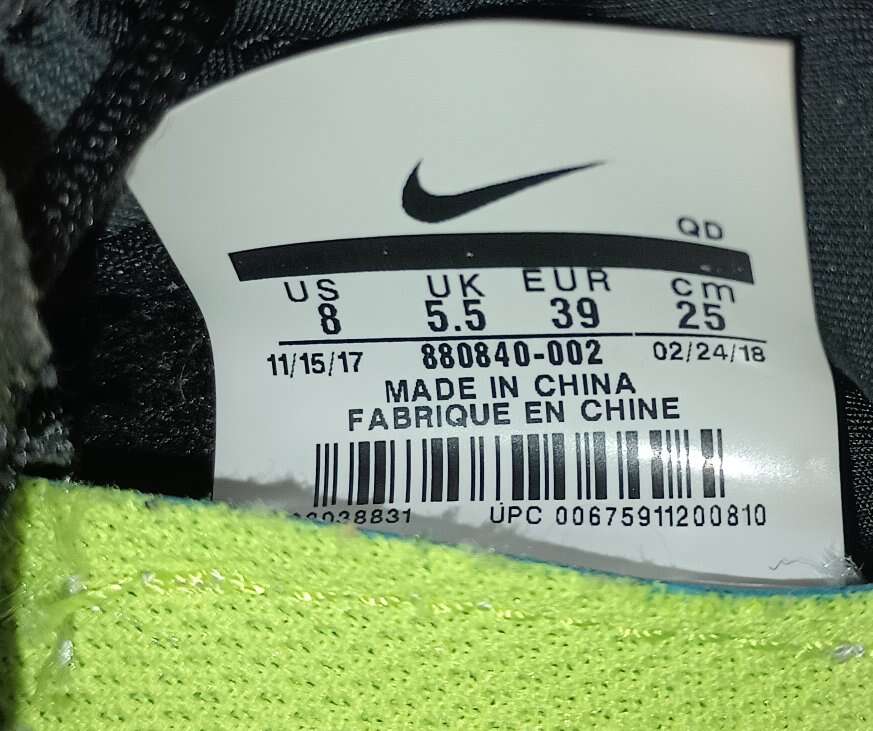 QD
US UK EUR cm
8 5.5 39 25
11/15/17 880840-002 02/24/18
MADE IN CHINA
FABRIQUE EN CHINE
UPC 00675911200810